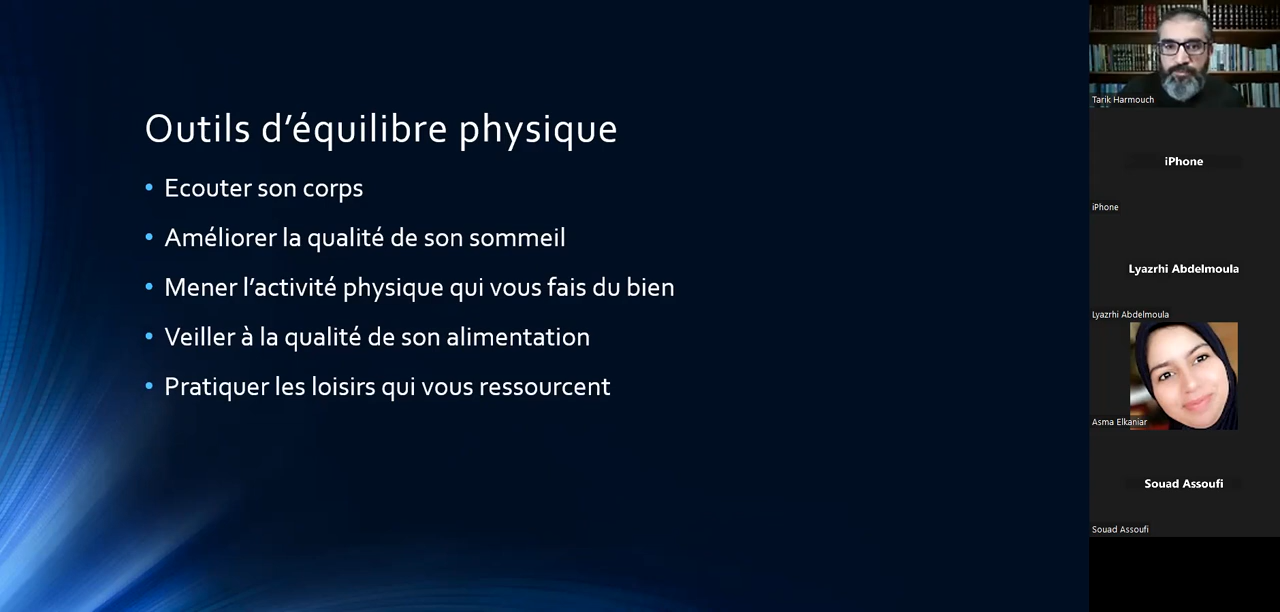 Outils d’équilibre physique
• Ecouter son corps
• Améliorer la qualité de son sommeil
• Mener l’activité physique qui vous fais du bien
• Veiller à la qualité de son alimentation
• Pratiquer les loisirs qui vous ressourcent
Tarik Harmouch
iPhone
iPhone
Lyazrhi Abdelmoula
Lyazrhi Abdelmoula
Asma Elkaniar
Souad Assoufi
Souad Assoufi